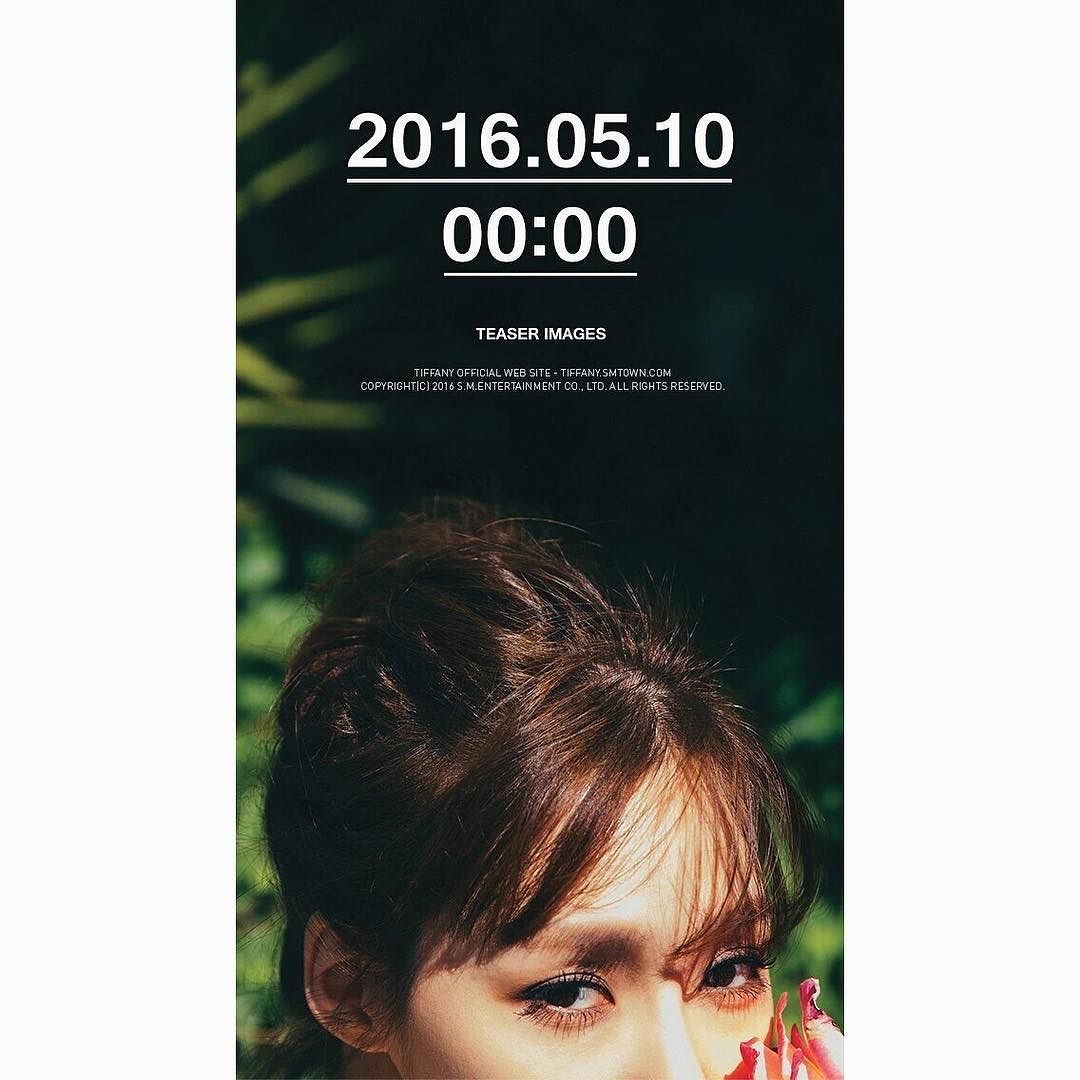 2016.05.10
00:00
TEASER IMAGES
TIFFANY OFFICIAL WEB SITE - TIFFANY.SMTOWN.COM
COPYRIGHT(C) 2016 S.M.ENTERTAINMENT CO., LTD. ALL RIGHTS RESERVED.